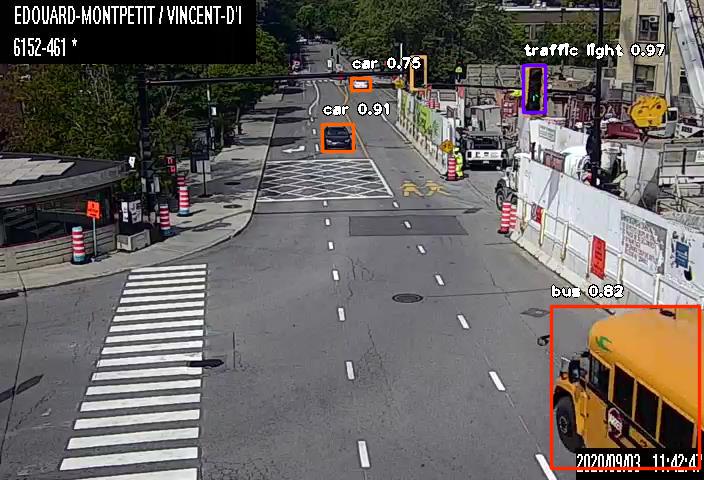 EDOUARD-MONTPETIT / VINCENT-D'I
6152-461 *
car 0.75
traffic light 0.97
car 0.91
bus 0.82
2020/09/03 11:42:47